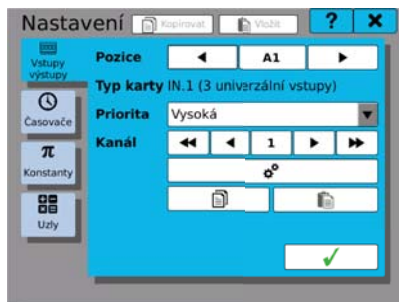 Nastavení Kopírovat Vložit ? X
Vstupy
výstupy
Pozice A1
Typ karty IN.1 (3 univerzální vstupy)
Časovače
Priorita Vysoká
Kanál 1
π
Konstanty
Uzly